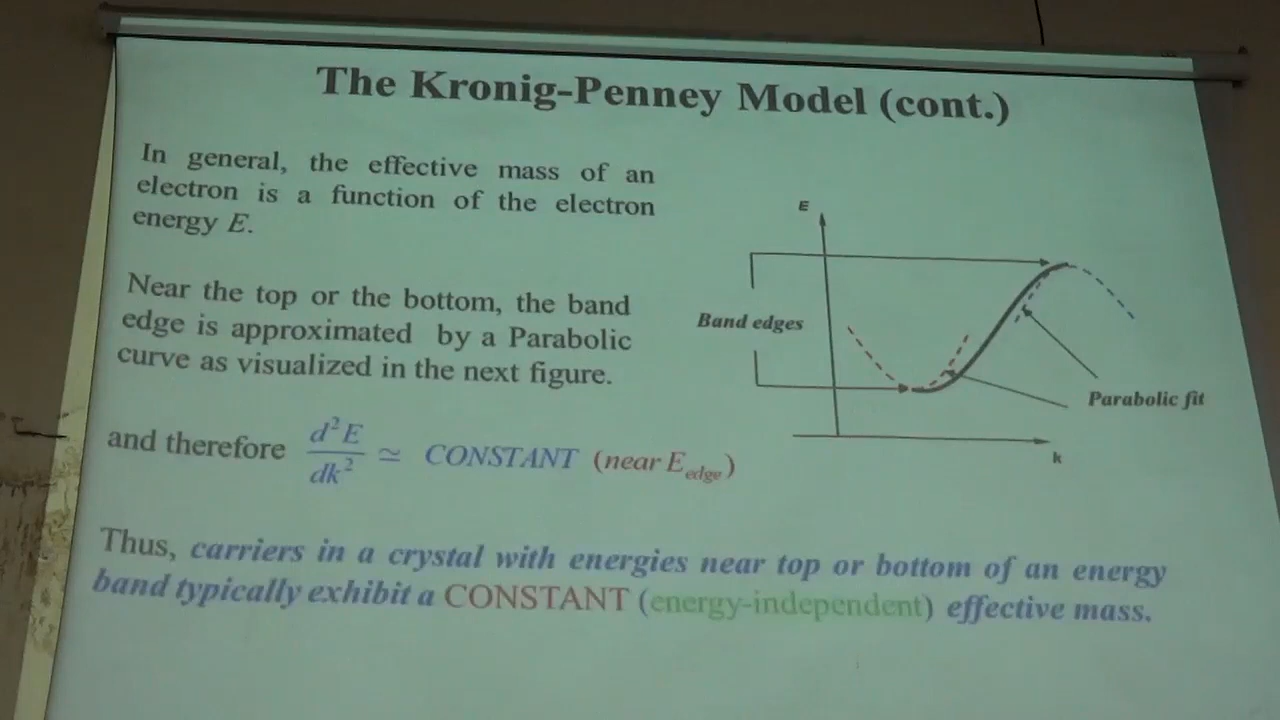 The Kronig-Penney Model (cont.)
In general, the effective mass of an
electron is a function of the electron
energy E.
Near the top or the bottom, the band
edge is approximated by a Parabolic
curve as visualized in the next figure.
and therefore d²E/dk² ≃ CONSTANT (near E_edge)
Thus, carriers in a crystal with energies near top or bottom of an energy
band typically exhibit a CONSTANT (energy-independent) effective mass.
E
Band edges
Parabolic fit
k